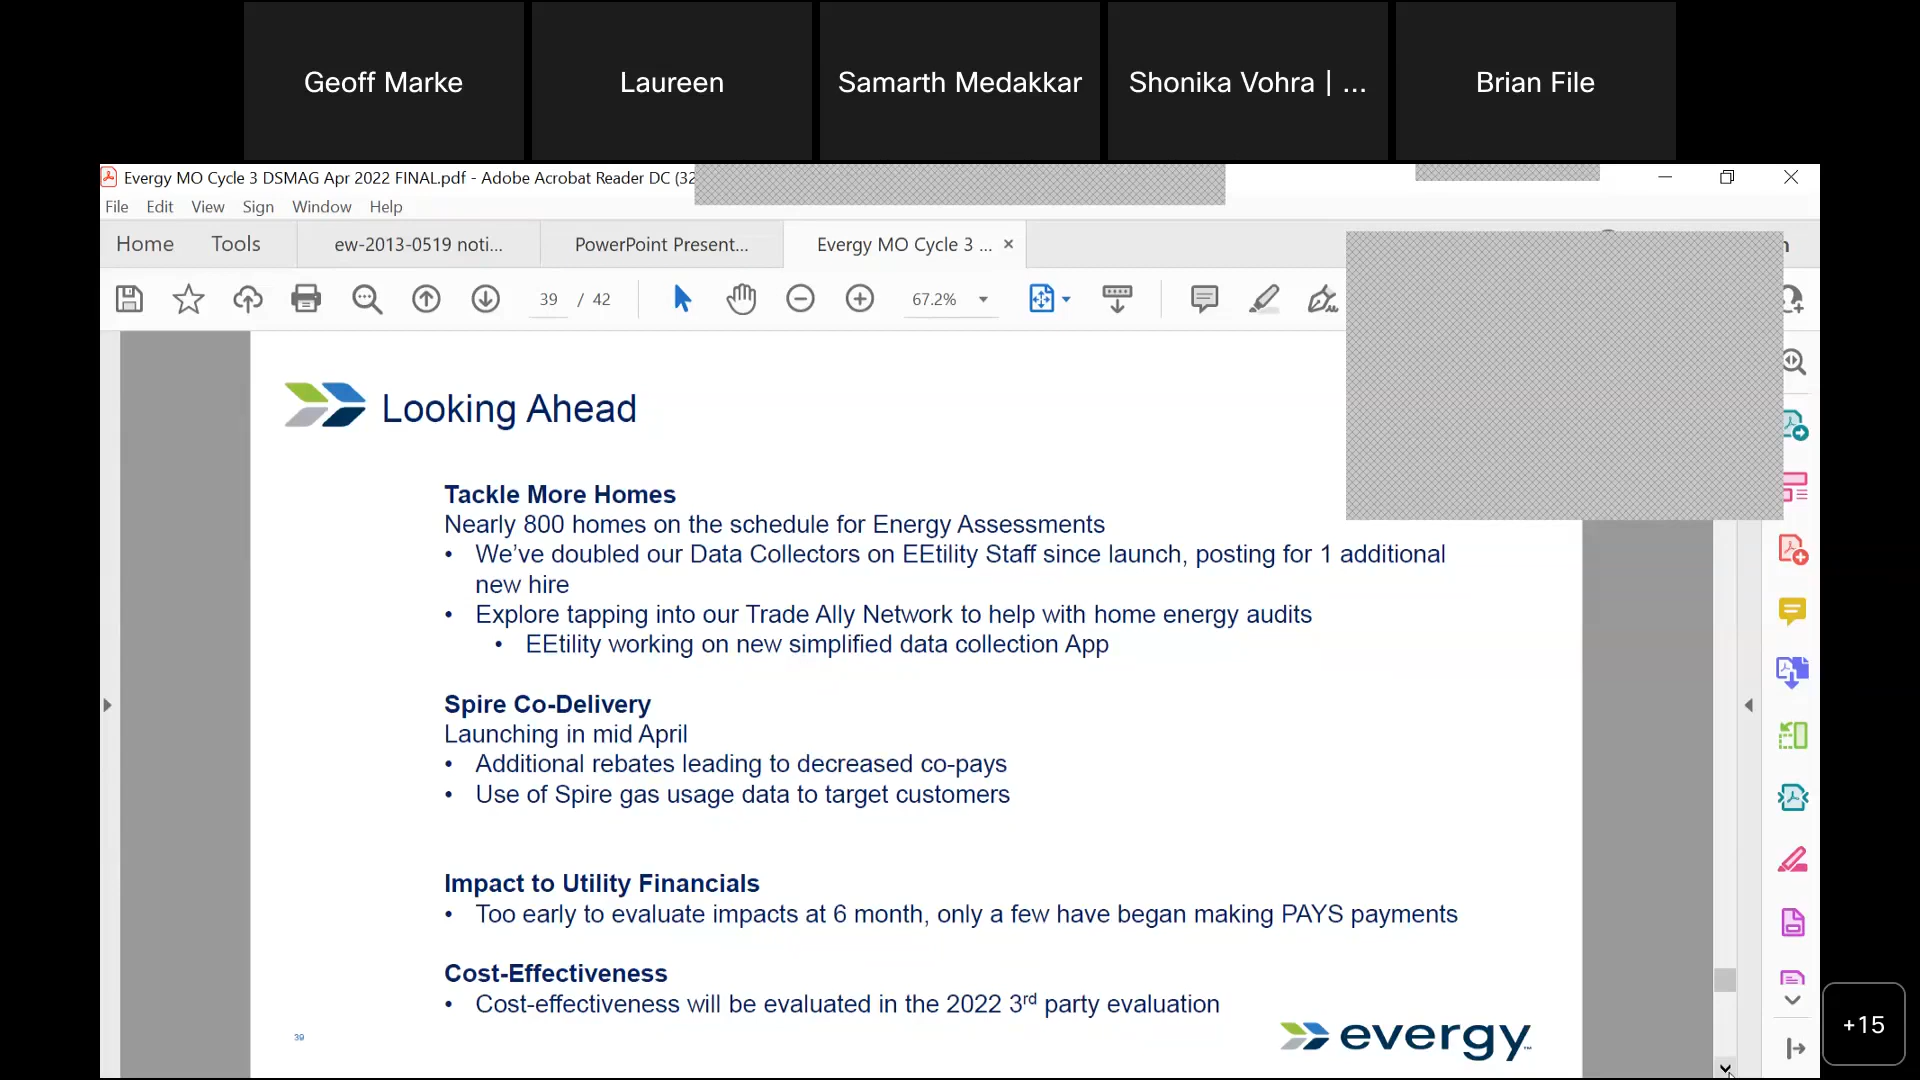 Geoff Marke
Laureen
Samarth Medakkar
Shonika Vohra | ...
Brian File
Evergy MO Cycle 3 DSMAG Apr 2022 FINAL.pdf - Adobe Acrobat Reader DC (32
File Edit View Sign Window Help
Home Tools ew-2013-0519 noti... PowerPoint Present... Evergy MO Cycle 3 ... ×
39 / 42 67.2%
Looking Ahead
Tackle More Homes
Nearly 800 homes on the schedule for Energy Assessments
• We’ve doubled our Data Collectors on EEtility Staff since launch, posting for 1 additional
new hire
• Explore tapping into our Trade Ally Network to help with home energy audits
• EEtility working on new simplified data collection App
Spire Co-Delivery
Launching in mid April
• Additional rebates leading to decreased co-pays
• Use of Spire gas usage data to target customers
Impact to Utility Financials
• Too early to evaluate impacts at 6 month, only a few have began making PAYS payments
Cost-Effectiveness
• Cost-effectiveness will be evaluated in the 2022 3rd party evaluation
39
evergy
+15